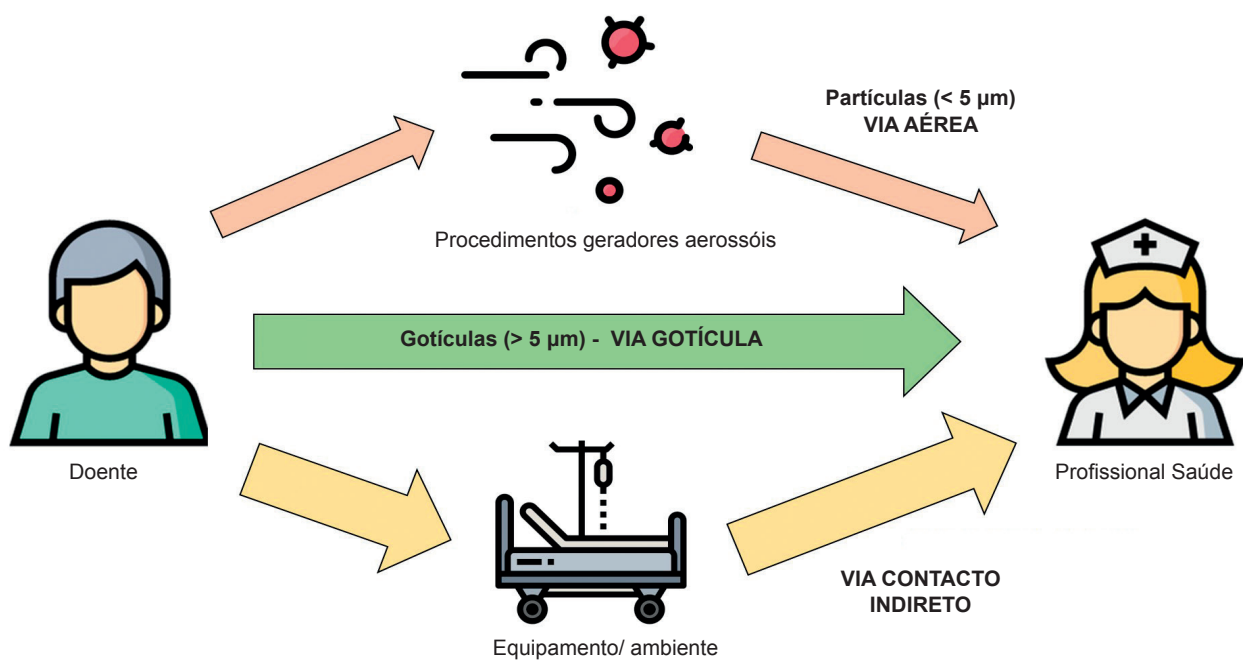 Partículas (< 5 µm)
VIA AÉREA
Procedimentos geradores aerossóis
Gotículas (> 5 µm) - VIA GOTÍCULA
Doente
Profissional Saúde
VIA CONTACTO
INDIRETO
Equipamento/ ambiente